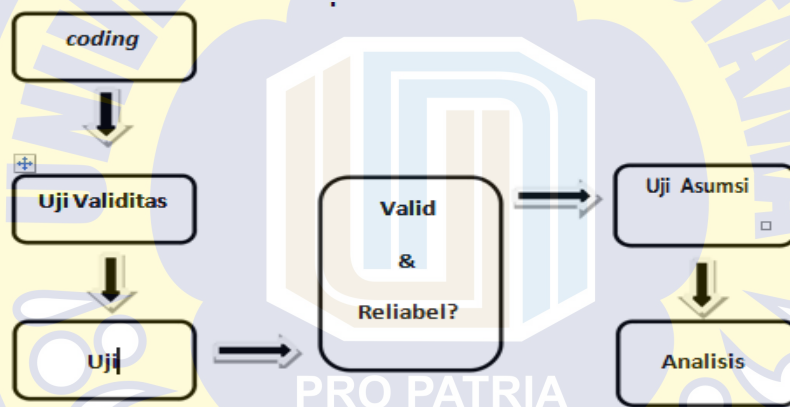 coding
Uji Validitas
Uji
Valid
&
Reliabel?
Uji Asumsi
Analisis
PRO PATRIA